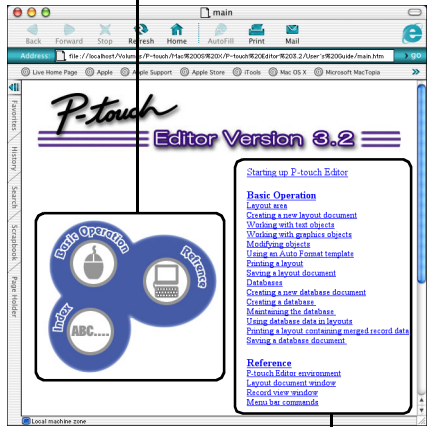 main
Back Forward Stop Refresh Home AutoFill Print Mail
Address: file://localhost/Volumes/P-touch/Mac%20OS%20X/P-touch%20Editor%203.2/User's%20Guide/main.htm go
Live Home Page Apple Apple Support Apple Store iTools Mac OS X Microsoft MacTopia
Favorites
History
Search
Scrapbook
Page Holder
P-touch
Editor Version 3.2
Starting up P-touch Editor
Basic Operation
Layout area
Creating a new layout document
Working with text objects
Working with graphics objects
Modifying objects
Using an Auto Format template
Printing a layout
Saving a layout document
Databases
Creating a new database document
Creating a database
Maintaining the database
Using database data in layouts
Printing a layout containing merged record data
Saving a database document
Reference
P-touch Editor environment
Layout document window
Record view window
Menu bar commands
Basic Operation
Refrence
Index
ABC....
Local machine zone